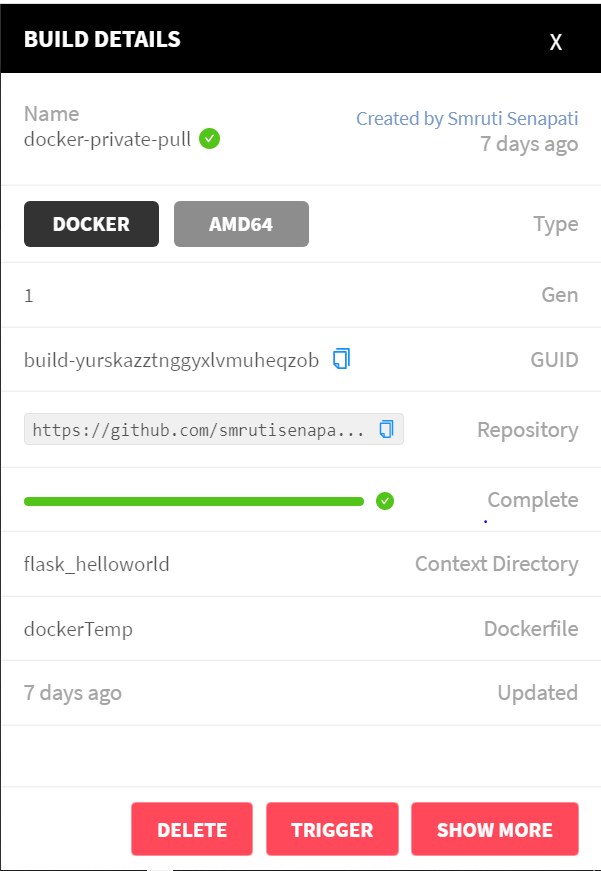 BUILD DETAILS X
Name
Created by Smruti Senapati
docker-private-pull
7 days ago
DOCKER AMD64 Type
1 Gen
build-yurskazztnggyxlvmuheqzob GUID
https://github.com/smrutisenapa... Repository
Complete
flask_helloworld Context Directory
dockerTemp Dockerfile
7 days ago Updated
DELETE TRIGGER SHOW MORE